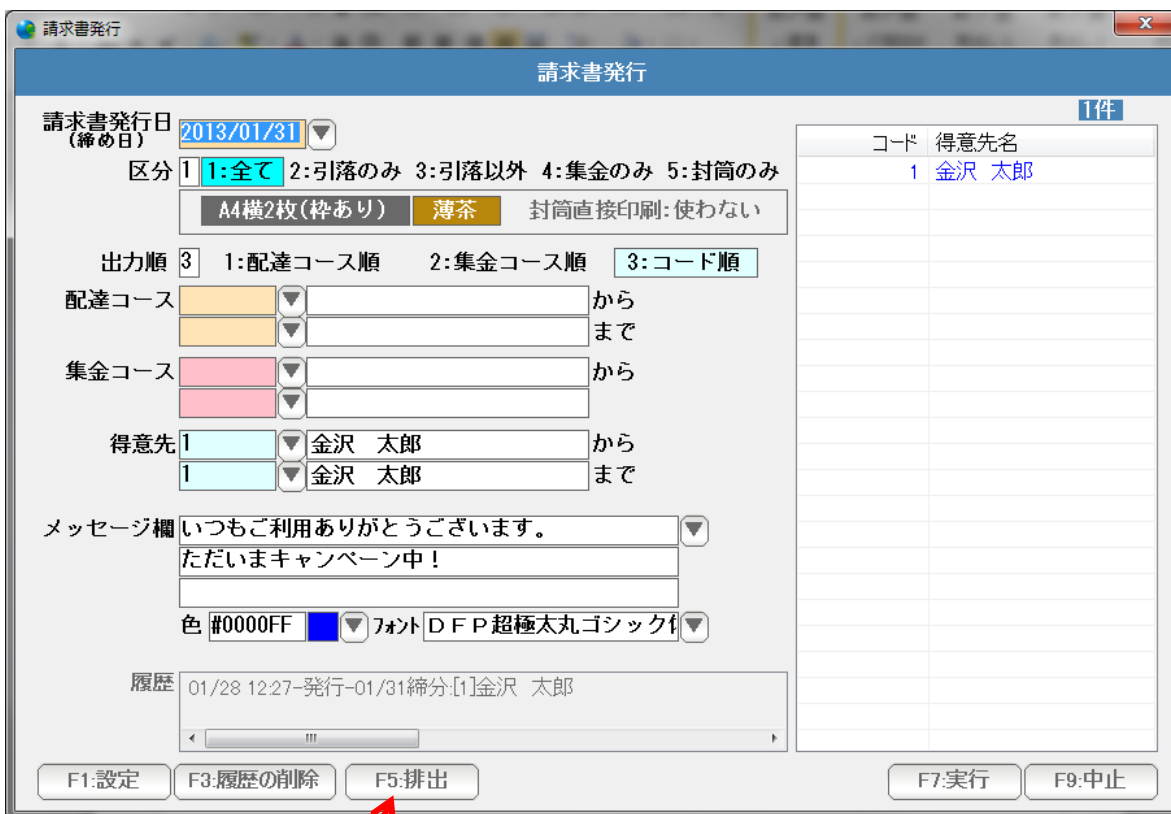 請求書発行
請求書発行
1件
請求書発行日
(締め日)
2013/01/31
区分 1 1:全て 2:引落のみ 3:引落以外 4:集金のみ 5:封筒のみ
A4横2枚(枠あり) 薄茶 封筒直接印刷:使わない
出力順 3 1:配達コース順 2:集金コース順 3:コード順
配達コース から
まで
集金コース から
得意先 1 金沢 太郎 から
1 金沢 太郎 まで
メッセージ欄 いつもご利用ありがとうございます。
ただいまキャンペーン中!
色 #0000FF フォント DFP超極太丸ゴシック
履歴 01/28 12:27-発行-01/31締分:[1]金沢 太郎
コード 得意先名
1 金沢 太郎
F1:設定 F3:履歴の削除 F5:排出 F7:実行 F9:中止